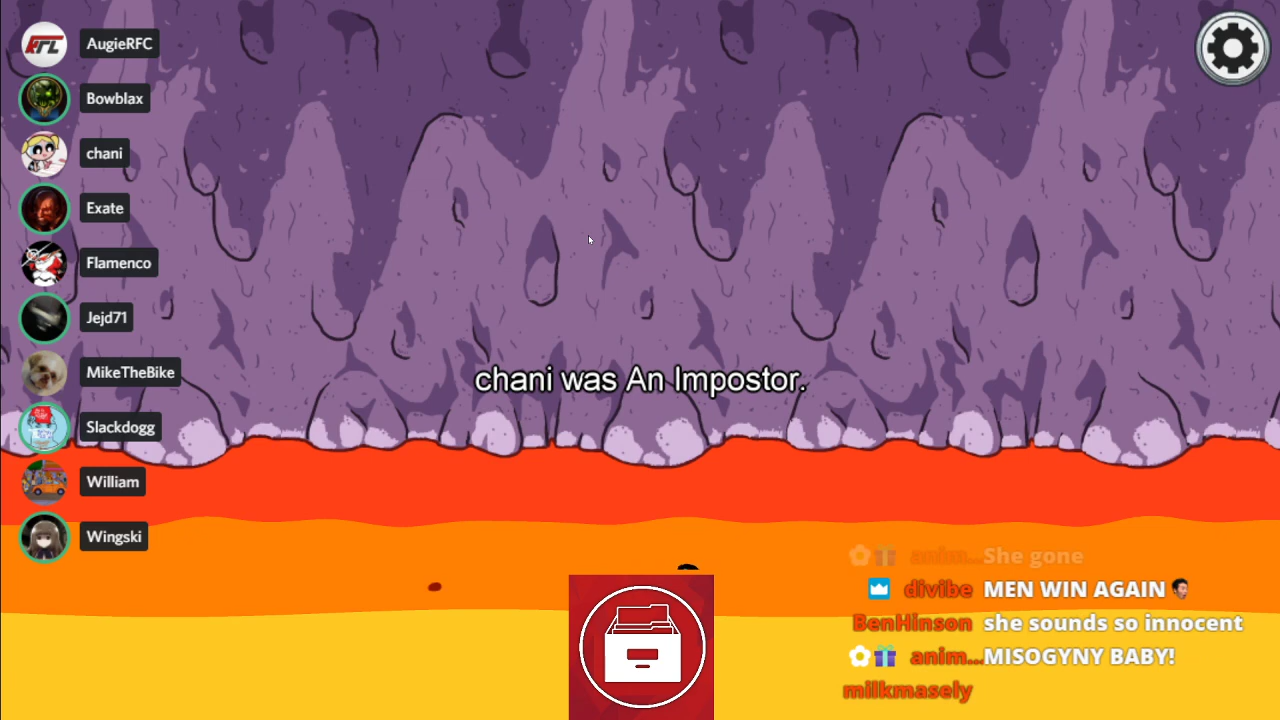 AugieRFC
Bowblax
chani
Exate
Flamenco
Jejd71
MikeTheBike
Slackdogg
William
Wingski
chani was An Impostor.
anim... She gone
divibe MEN WIN AGAIN
BenHinson she sounds so innocent
anim... MISOGYNY BABY!
milkmasely